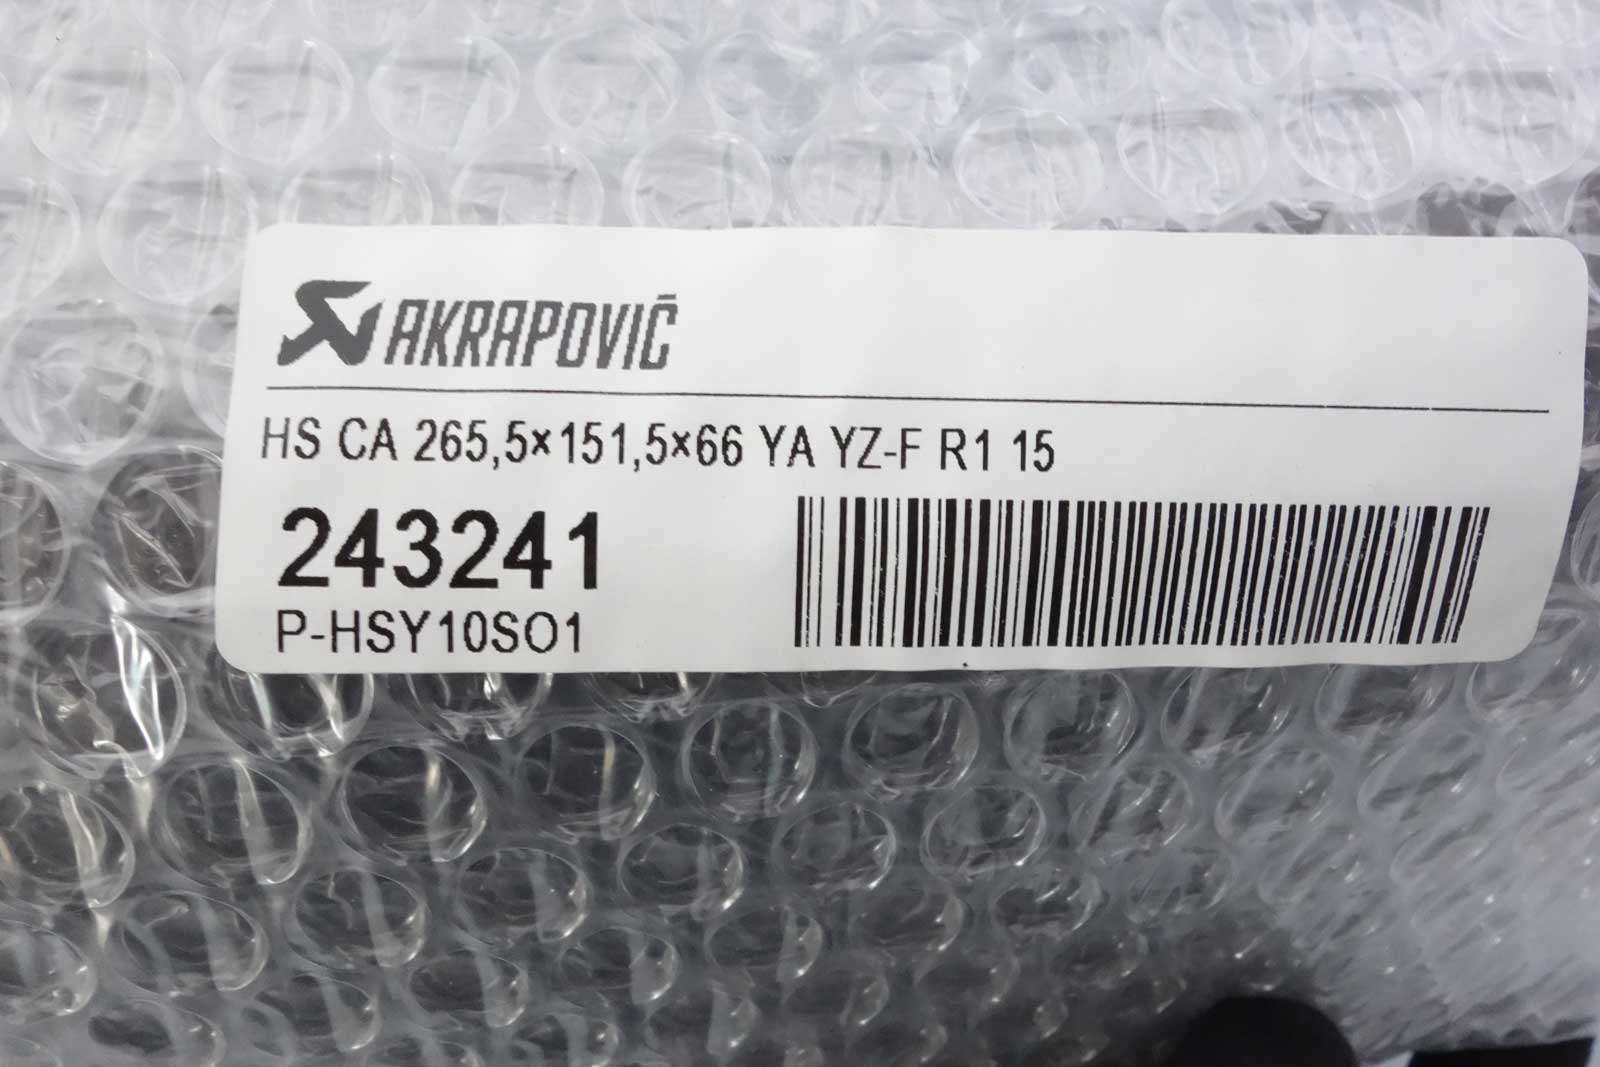 AKRAPOVIČ
HS CA 265,5×151,5×66 YA YZ-F R1 15
243241
P-HSY10SO1